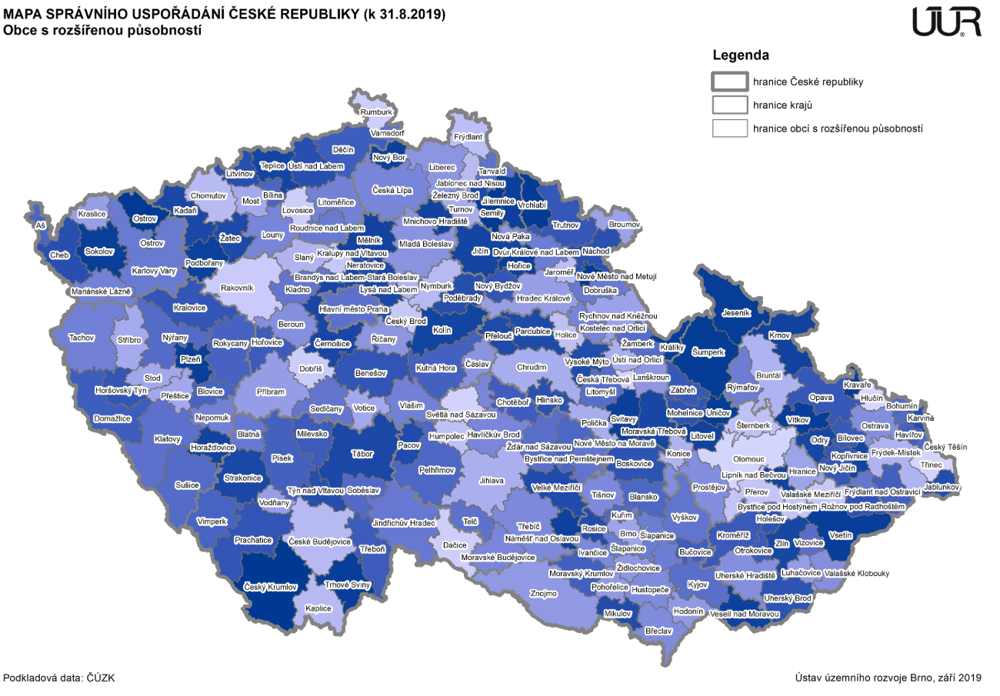 MAPA SPRÁVNÍHO USPOŘÁDÁNÍ ČESKÉ REPUBLIKY (k 31.8.2019)
Obce s rozšířenou působností
ÚÚR
®
Legenda
hranice České republiky
hranice krajů
hranice obcí s rozšířenou působností
Rumburk
Varnsdorf
Frýdlant
Děčín
Nový Bor
Teplice
Ústí nad Labem
Liberec
Litvínov
Tanvald
Jablonec nad Nisou
Česká Lípa
Chomutov
Most
Bílina
Železný Brod
Jilemnice
Litoměřice
Lovosice
Vrchlabí
Kadaň
Turnov
Semily
Kraslice
Ostrov
Mnichovo Hradiště
Aš
Trutnov
Broumov
Roudnice nad Labem
Louny
Žatec
Nová Paka
Mělník
Ostrov
Mladá Boleslav
Cheb
Sokolov
Jičín
Dvůr Králové nad Labem
Náchod
Kralupy nad Vltavou
Slaný
Podbořany
Neratovice
Hořice
Karlovy Vary
Jaroměř
Nové Město nad Metují
Brandýs nad Labem-Stará Boleslav
Rakovník
Kladno
Lysá nad Labem
Nymburk
Nový Bydžov
Mariánské Lázně
Dobruška
Poděbrady
Hradec Králové
Kralovice
Hlavní město Praha
Jeseník
Rychnov nad Kněžnou
Český Brod
Beroun
Kostelec nad Orlicí
Kolín
Pardubice
Přelouč
Holice
Krnov
Tachov
Stříbro
Nýřany
Rokycany
Hořovice
Černošice
Říčany
Žamberk
Králíky
Šumperk
Plzeň
Vysoké Mýto
Ústí nad Orlicí
Čáslav
Dobříš
Kutná Hora
Chrudim
Benešov
Bruntál
Stod
Česká Třebová
Lanškroun
Kravaře
Rýmařov
Horšovský Týn
Přeštice
Blovice
Příbram
Litomyšl
Zábřeh
Opava
Hlučín
Hlinsko
Chotěboř
Bohumín
Vlašim
Sedlčany
Votice
Světlá nad Sázavou
Mohelnice
Uničov
Domažlice
Nepomuk
Svitavy
Vítkov
Karviná
Polička
Šternberk
Ostrava
Moravská Třebová
Blatná
Milevsko
Humpolec
Havlíčkův Brod
Havířov
Klatovy
Litovel
Odry
Bílovec
Horažďovice
Pacov
Žďár nad Sázavou
Nové Město na Moravě
Český Těšín
Tábor
Konice
Frýdek-Místek
Kopřivnice
Písek
Bystřice nad Pernštejnem
Olomouc
Boskovice
Třinec
Pelhřimov
Nový Jičín
Hranice
Strakonice
Jihlava
Lipník nad Bečvou
Sušice
Velké Meziříčí
Prostějov
Jablunkov
Týn nad Vltavou
Soběslav
Přerov
Valašské Meziříčí
Frýdlant nad Ostravicí
Tišnov
Blansko
Vodňany
Bystřice pod Hostýnem
Rožnov pod Radhoštěm
Kuřim
Vyškov
Holešov
Vimperk
Jindřichův Hradec
Telč
Třebíč
Rosice
Brno
Šlapanice
Kroměříž
Vsetín
Prachatice
České Budějovice
Náměšť nad Oslavou
Zlín
Vizovice
Dačice
Třeboň
Ivančice
Šlapanice
Bučovice
Otrokovice
Moravské Budějovice
Židlochovice
Moravský Krumlov
Uherské Hradiště
Luhačovice
Valašské Klobouky
Český Krumlov
Trhové Sviny
Pohořelice
Hustopeče
Kyjov
Znojmo
Uherský Brod
Kaplice
Mikulov
Hodonín
Veselí nad Moravou
Břeclav
Podkladová data: ČÚZK
Ústav územního rozvoje Brno, září 2019